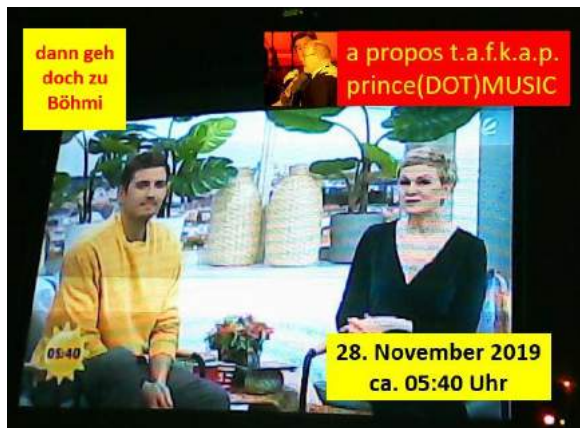 dann geh
doch zu
Böhmi
a propos t.a.f.k.a.p.
prince(DOT)MUSIC
05:40
28. November 2019
ca. 05:40 Uhr